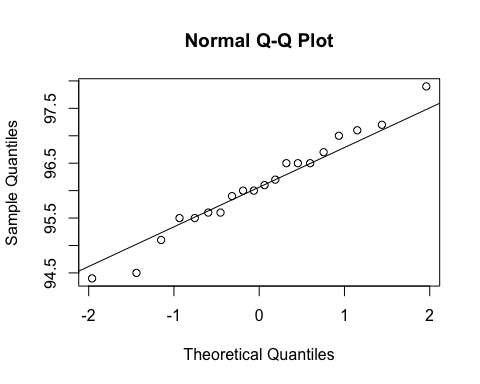 Normal Q-Q Plot
Sample Quantiles
97.5
96.5
95.5
94.5
-2 -1 0 1 2
Theoretical Quantiles